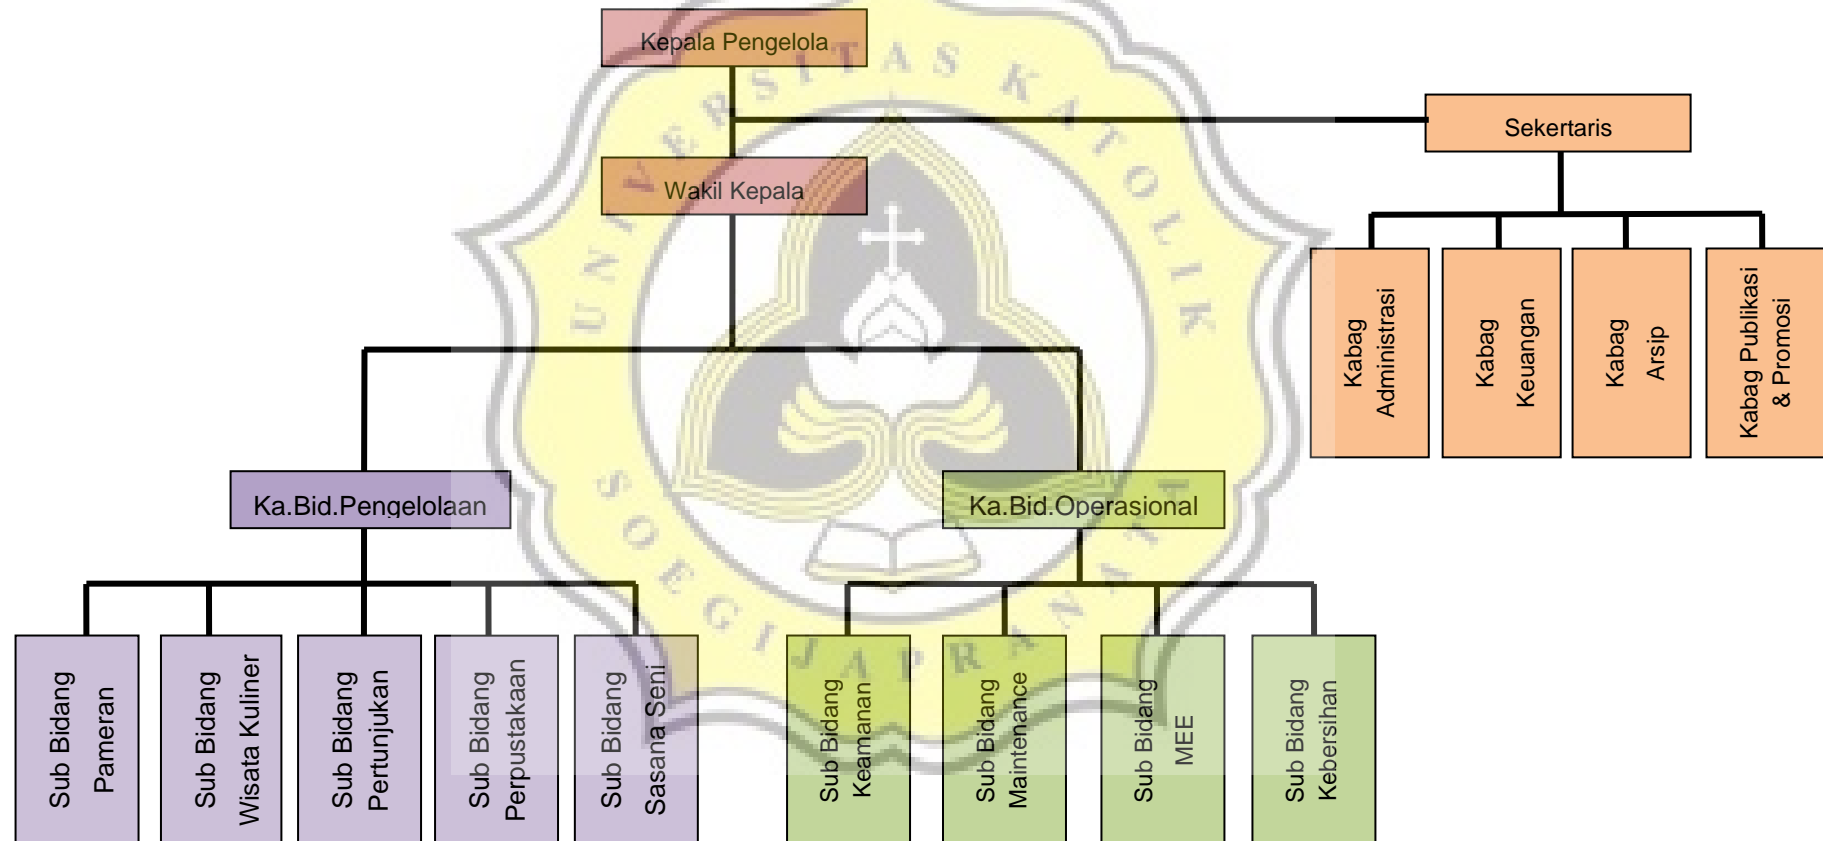 Kepala Pengelola
UNIVERSITAS KATOLIK
Sekertaris
Wakil Kepala
Kabag
Administrasi
Kabag
Keuangan
Kabag
Arsip
Kabag Publikasi
& Promosi
Ka.Bid.Pengelolaan
Ka.Bid.Operasional
SOEGIJAPRANATA
Sub Bidang
Pameran
Sub Bidang
Wisata Kuliner
Sub Bidang
Pertunjukan
Sub Bidang
Perpustakaan
Sub Bidang
Sasana Seni
Sub Bidang
Keamanan
Sub Bidang
Maintenance
Sub Bidang
MEE
Sub Bidang
Kebersihan